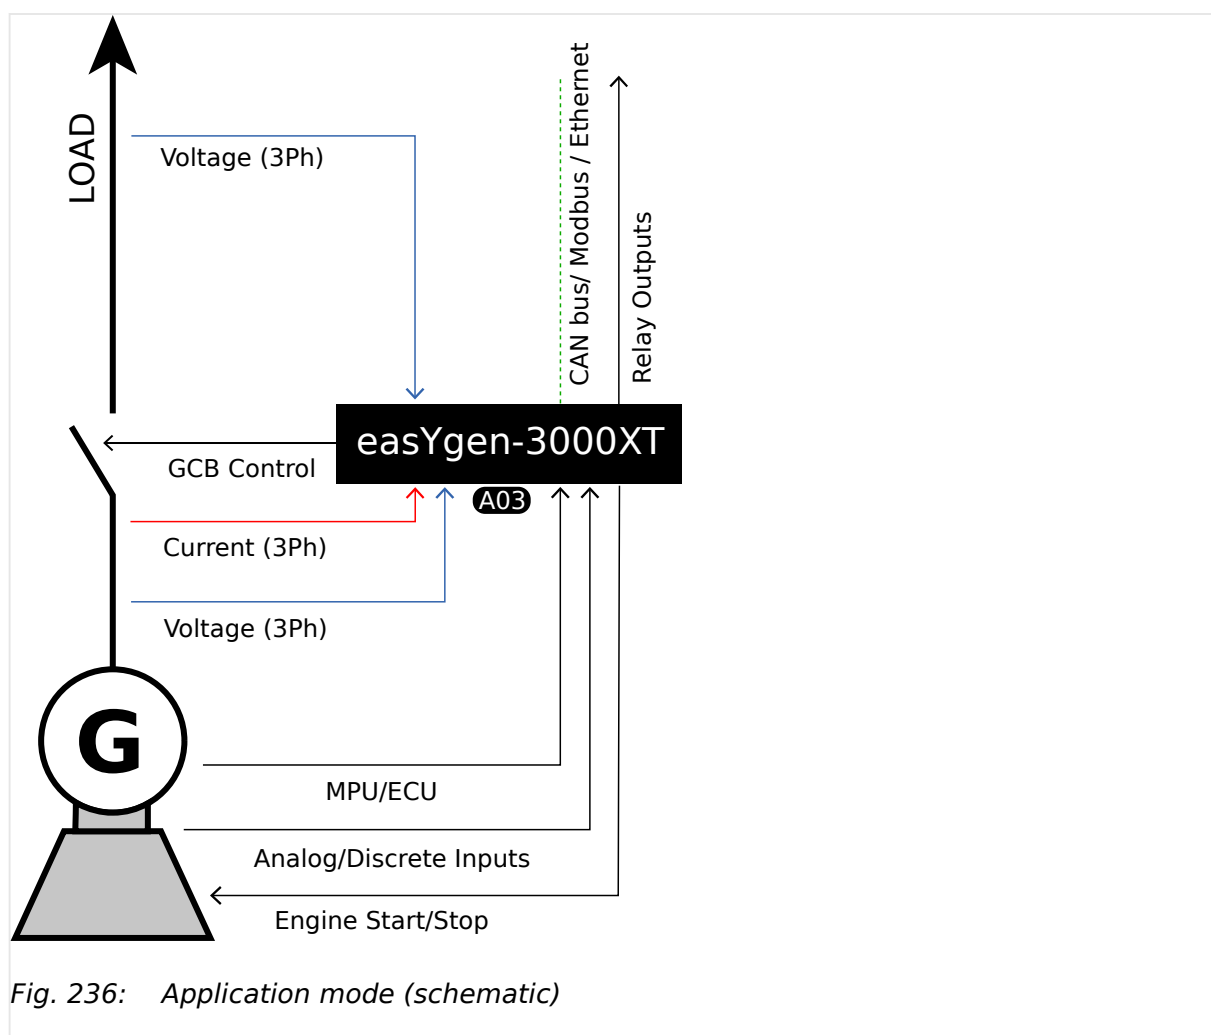 LOAD
Voltage (3Ph)
CAN bus/ Modbus / Ethernet
Relay Outputs
easYgen-3000XT
GCB Control
A03
Current (3Ph)
Voltage (3Ph)
G
MPU/ECU
Analog/Discrete Inputs
Engine Start/Stop
Fig. 236: Application mode (schematic)